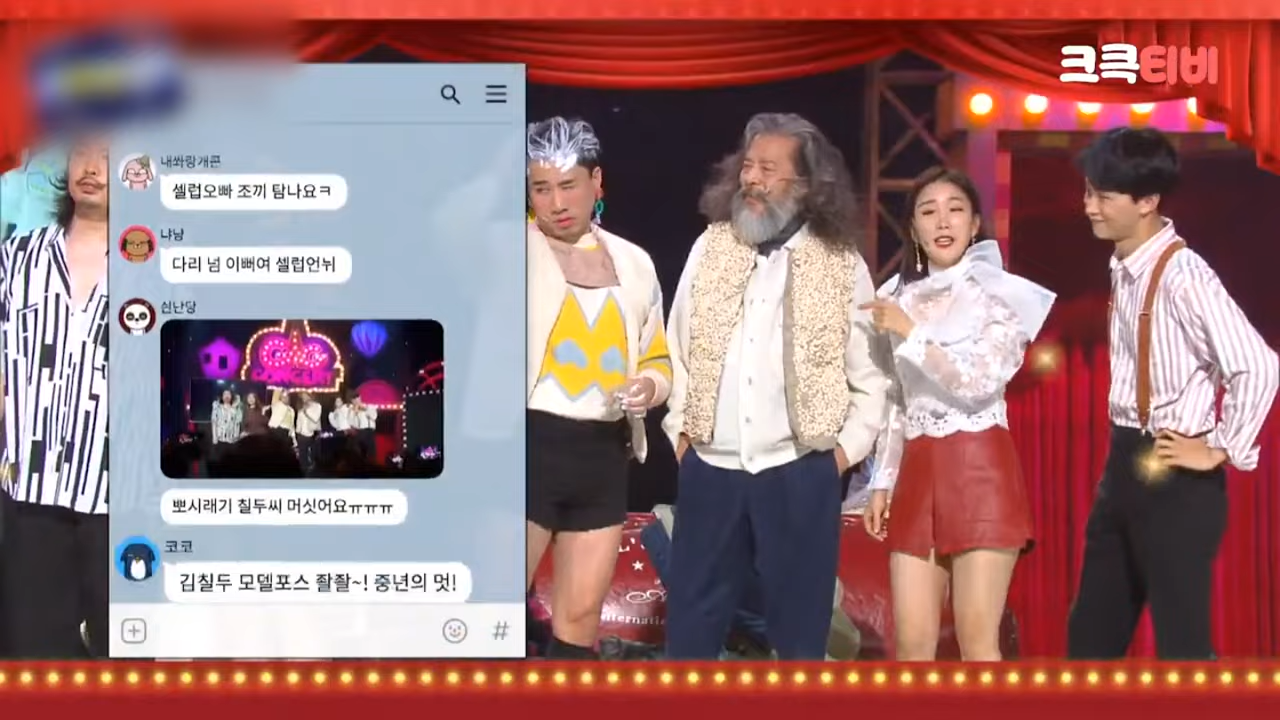 크큭티비
내쏴랑개콘
셀럽오빠 조끼 탐나요ㅋ
냐냥
다리 넘 이뻐여 셀럽언뉘
쉰난당
뽀시래기 칠두씨 머싯어요ㅠㅠㅠ
코코
김칠두 모델포스 좔좔~! 중년의 멋!
#